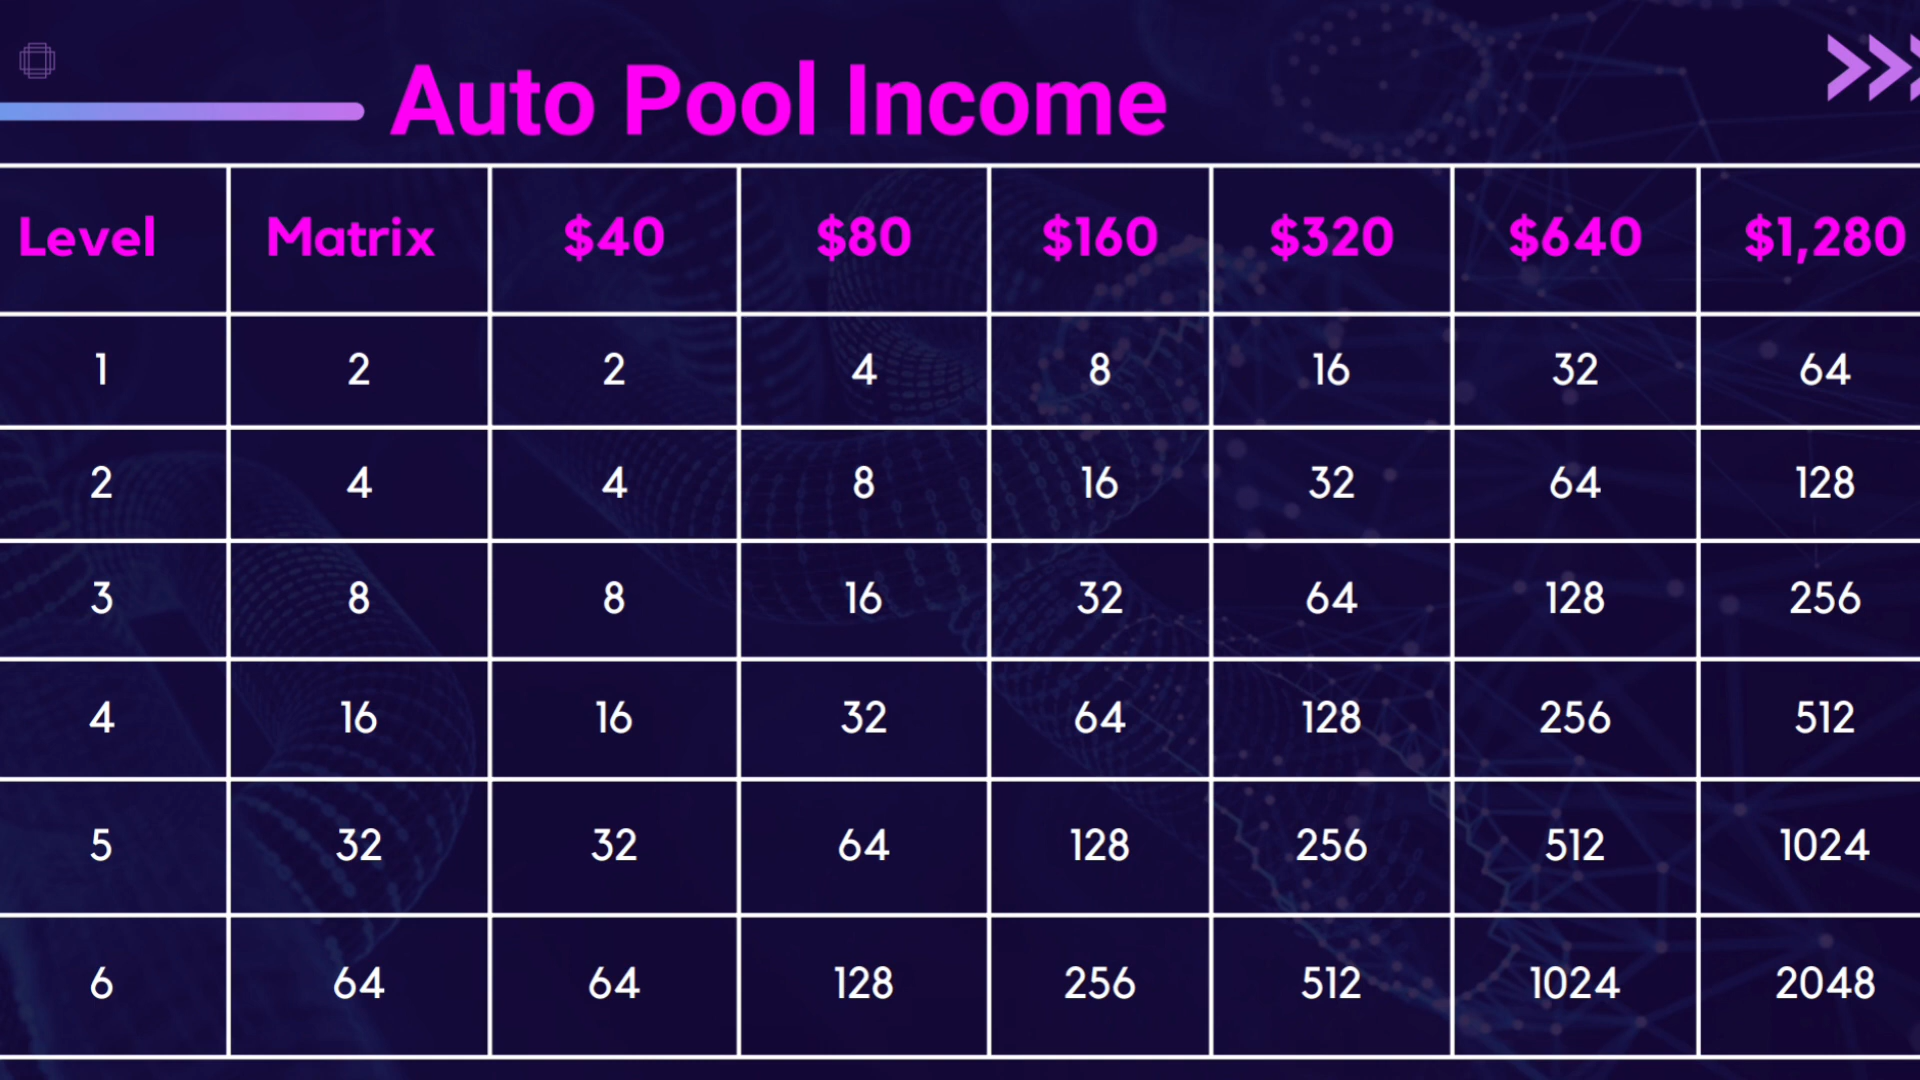 Auto Pool Income
Level Matrix $40 $80 $160 $320 $640 $1,280
1 2 2 4 8 16 32 64
2 4 4 8 16 32 64 128
3 8 8 16 32 64 128 256
4 16 16 32 64 128 256 512
5 32 32 64 128 256 512 1024
6 64 64 128 256 512 1024 2048